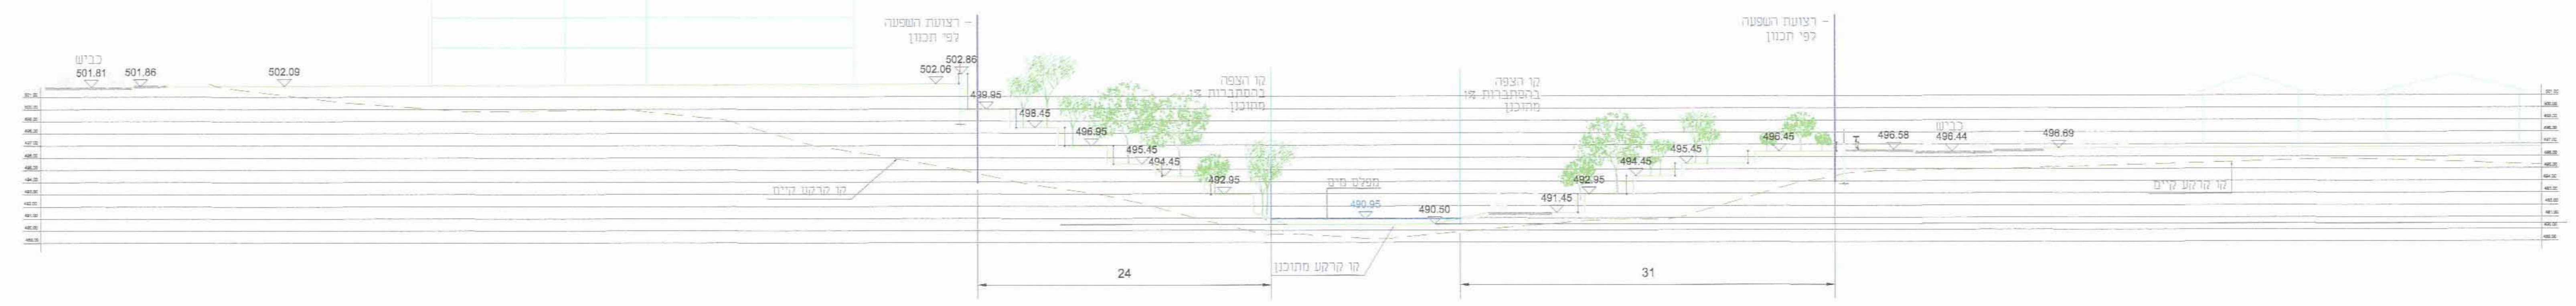 רצועת השפעה -
לפי תכנון
רצועת השפעה -
לפי תכנון
כביש
501.81
501.86
502.09
502.06
502.86
499.95
498.45
496.95
495.45
494.45
492.95
קו הצפה
בהסתברות 1%
מתוכנן
קו הצפה
בהסתברות 1%
מתוכנן
מפלס מים
490.95
490.50
491.45
492.95
494.45
495.45
496.45
496.58
כביש
496.44
496.69
קו קרקע קיים
קו קרקע קיים
קו קרקע מתוכנן
24
31